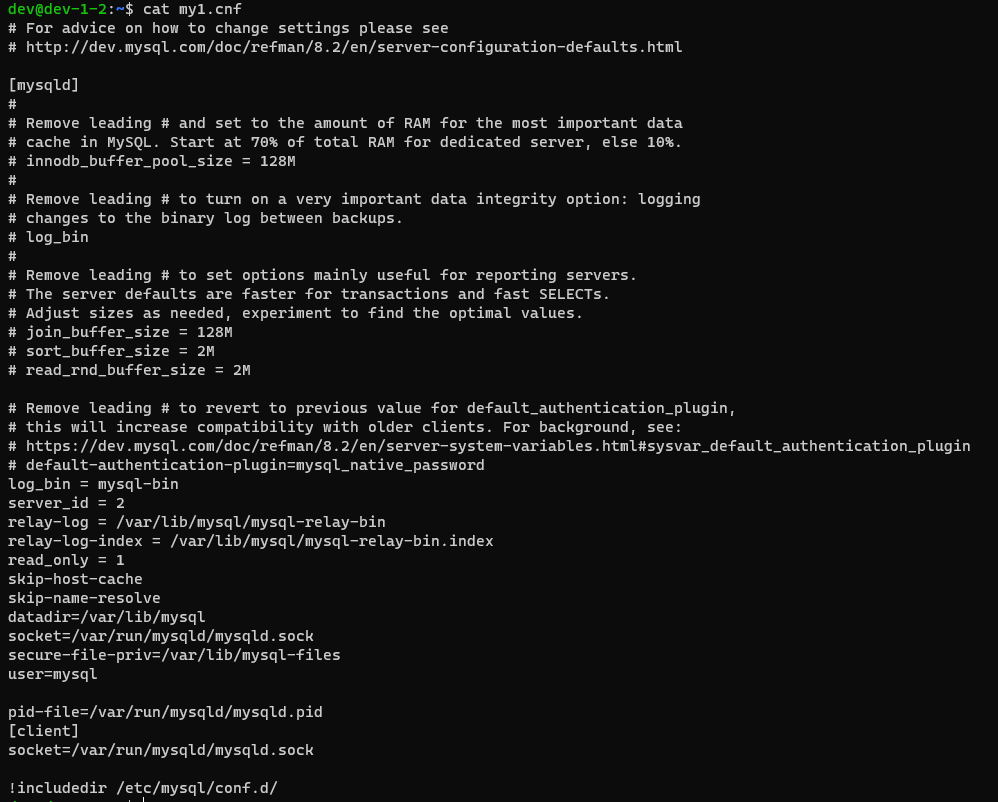 dev@dev-1-2:~$ cat my1.cnf
# For advice on how to change settings please see
# http://dev.mysql.com/doc/refman/8.2/en/server-configuration-defaults.html
[mysqld]
#
# Remove leading # and set to the amount of RAM for the most important data
# cache in MySQL. Start at 70% of total RAM for dedicated server, else 10%.
# innodb_buffer_pool_size = 128M
#
# Remove leading # to turn on a very important data integrity option: logging
# changes to the binary log between backups.
# log_bin
#
# Remove leading # to set options mainly useful for reporting servers.
# The server defaults are faster for transactions and fast SELECTs.
# Adjust sizes as needed, experiment to find the optimal values.
# join_buffer_size = 128M
# sort_buffer_size = 2M
# read_rnd_buffer_size = 2M
# Remove leading # to revert to previous value for default_authentication_plugin,
# this will increase compatibility with older clients. For background, see:
# https://dev.mysql.com/doc/refman/8.2/en/server-system-variables.html#sysvar_default_authentication_plugin
# default-authentication-plugin=mysql_native_password
log_bin = mysql-bin
server_id = 2
relay-log = /var/lib/mysql/mysql-relay-bin
relay-log-index = /var/lib/mysql/mysql-relay-bin.index
read_only = 1
skip-host-cache
skip-name-resolve
datadir=/var/lib/mysql
socket=/var/run/mysqld/mysqld.sock
secure-file-priv=/var/lib/mysql-files
user=mysql
pid-file=/var/run/mysqld/mysqld.pid
[client]
socket=/var/run/mysqld/mysqld.sock
!includedir /etc/mysql/conf.d/